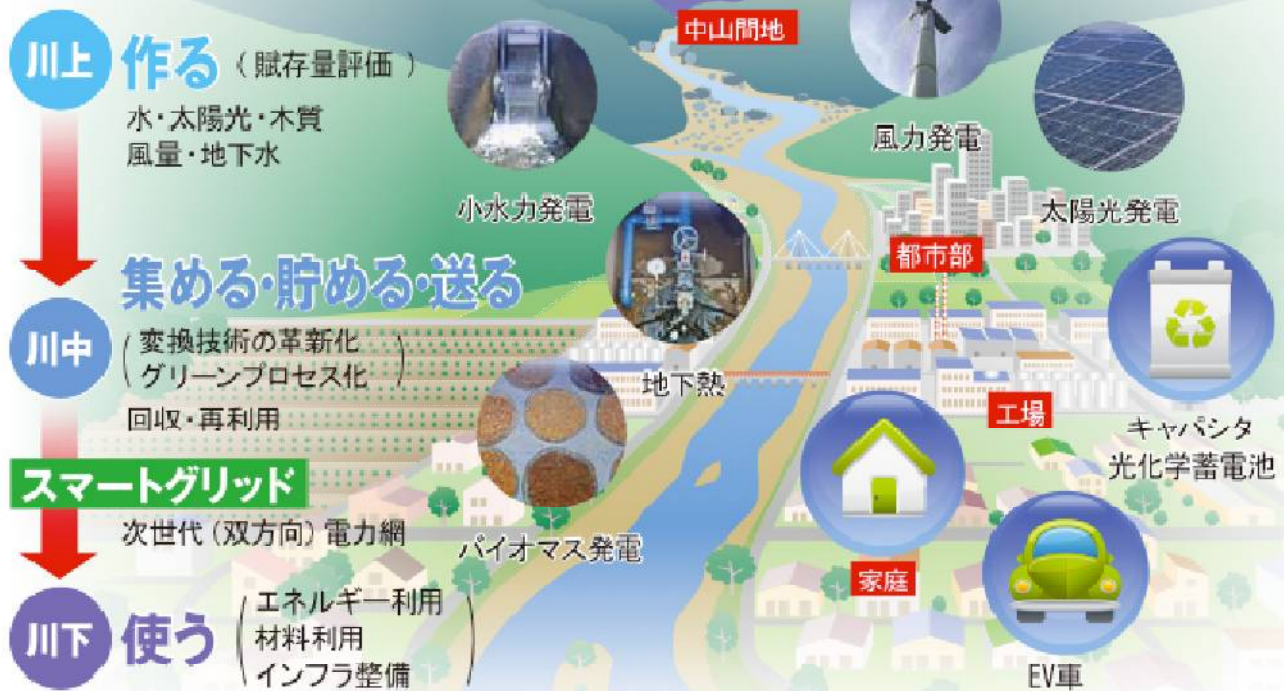 川上 作る（賦存量評価）
水・太陽光・木質
風量・地下水
集める・貯める・送る
川中
（変換技術の革新化
グリーンプロセス化）
回収・再利用
スマートグリッド
次世代（双方向）電力網
川下 使う
（エネルギー利用
材料利用
インフラ整備）
中山間地
風力発電
小水力発電
太陽光発電
都市部
地下熱
工場
キャパシタ
光化学蓄電池
バイオマス発電
家庭
EV車